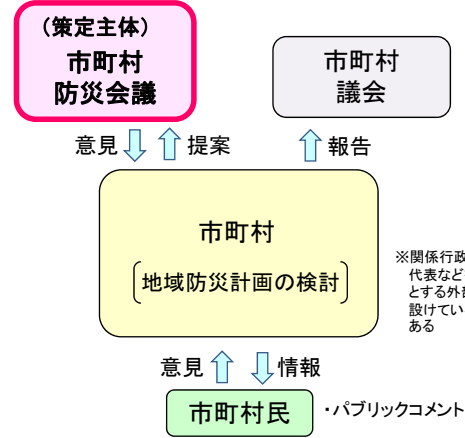 （策定主体）
市町村
防災会議
市町村
議会
意見
提案
報告
市町村
地域防災計画の検討
※関係行政
代表など
とする外部
設けてい
ある
意見
情報
市町村民
・パブリックコメント